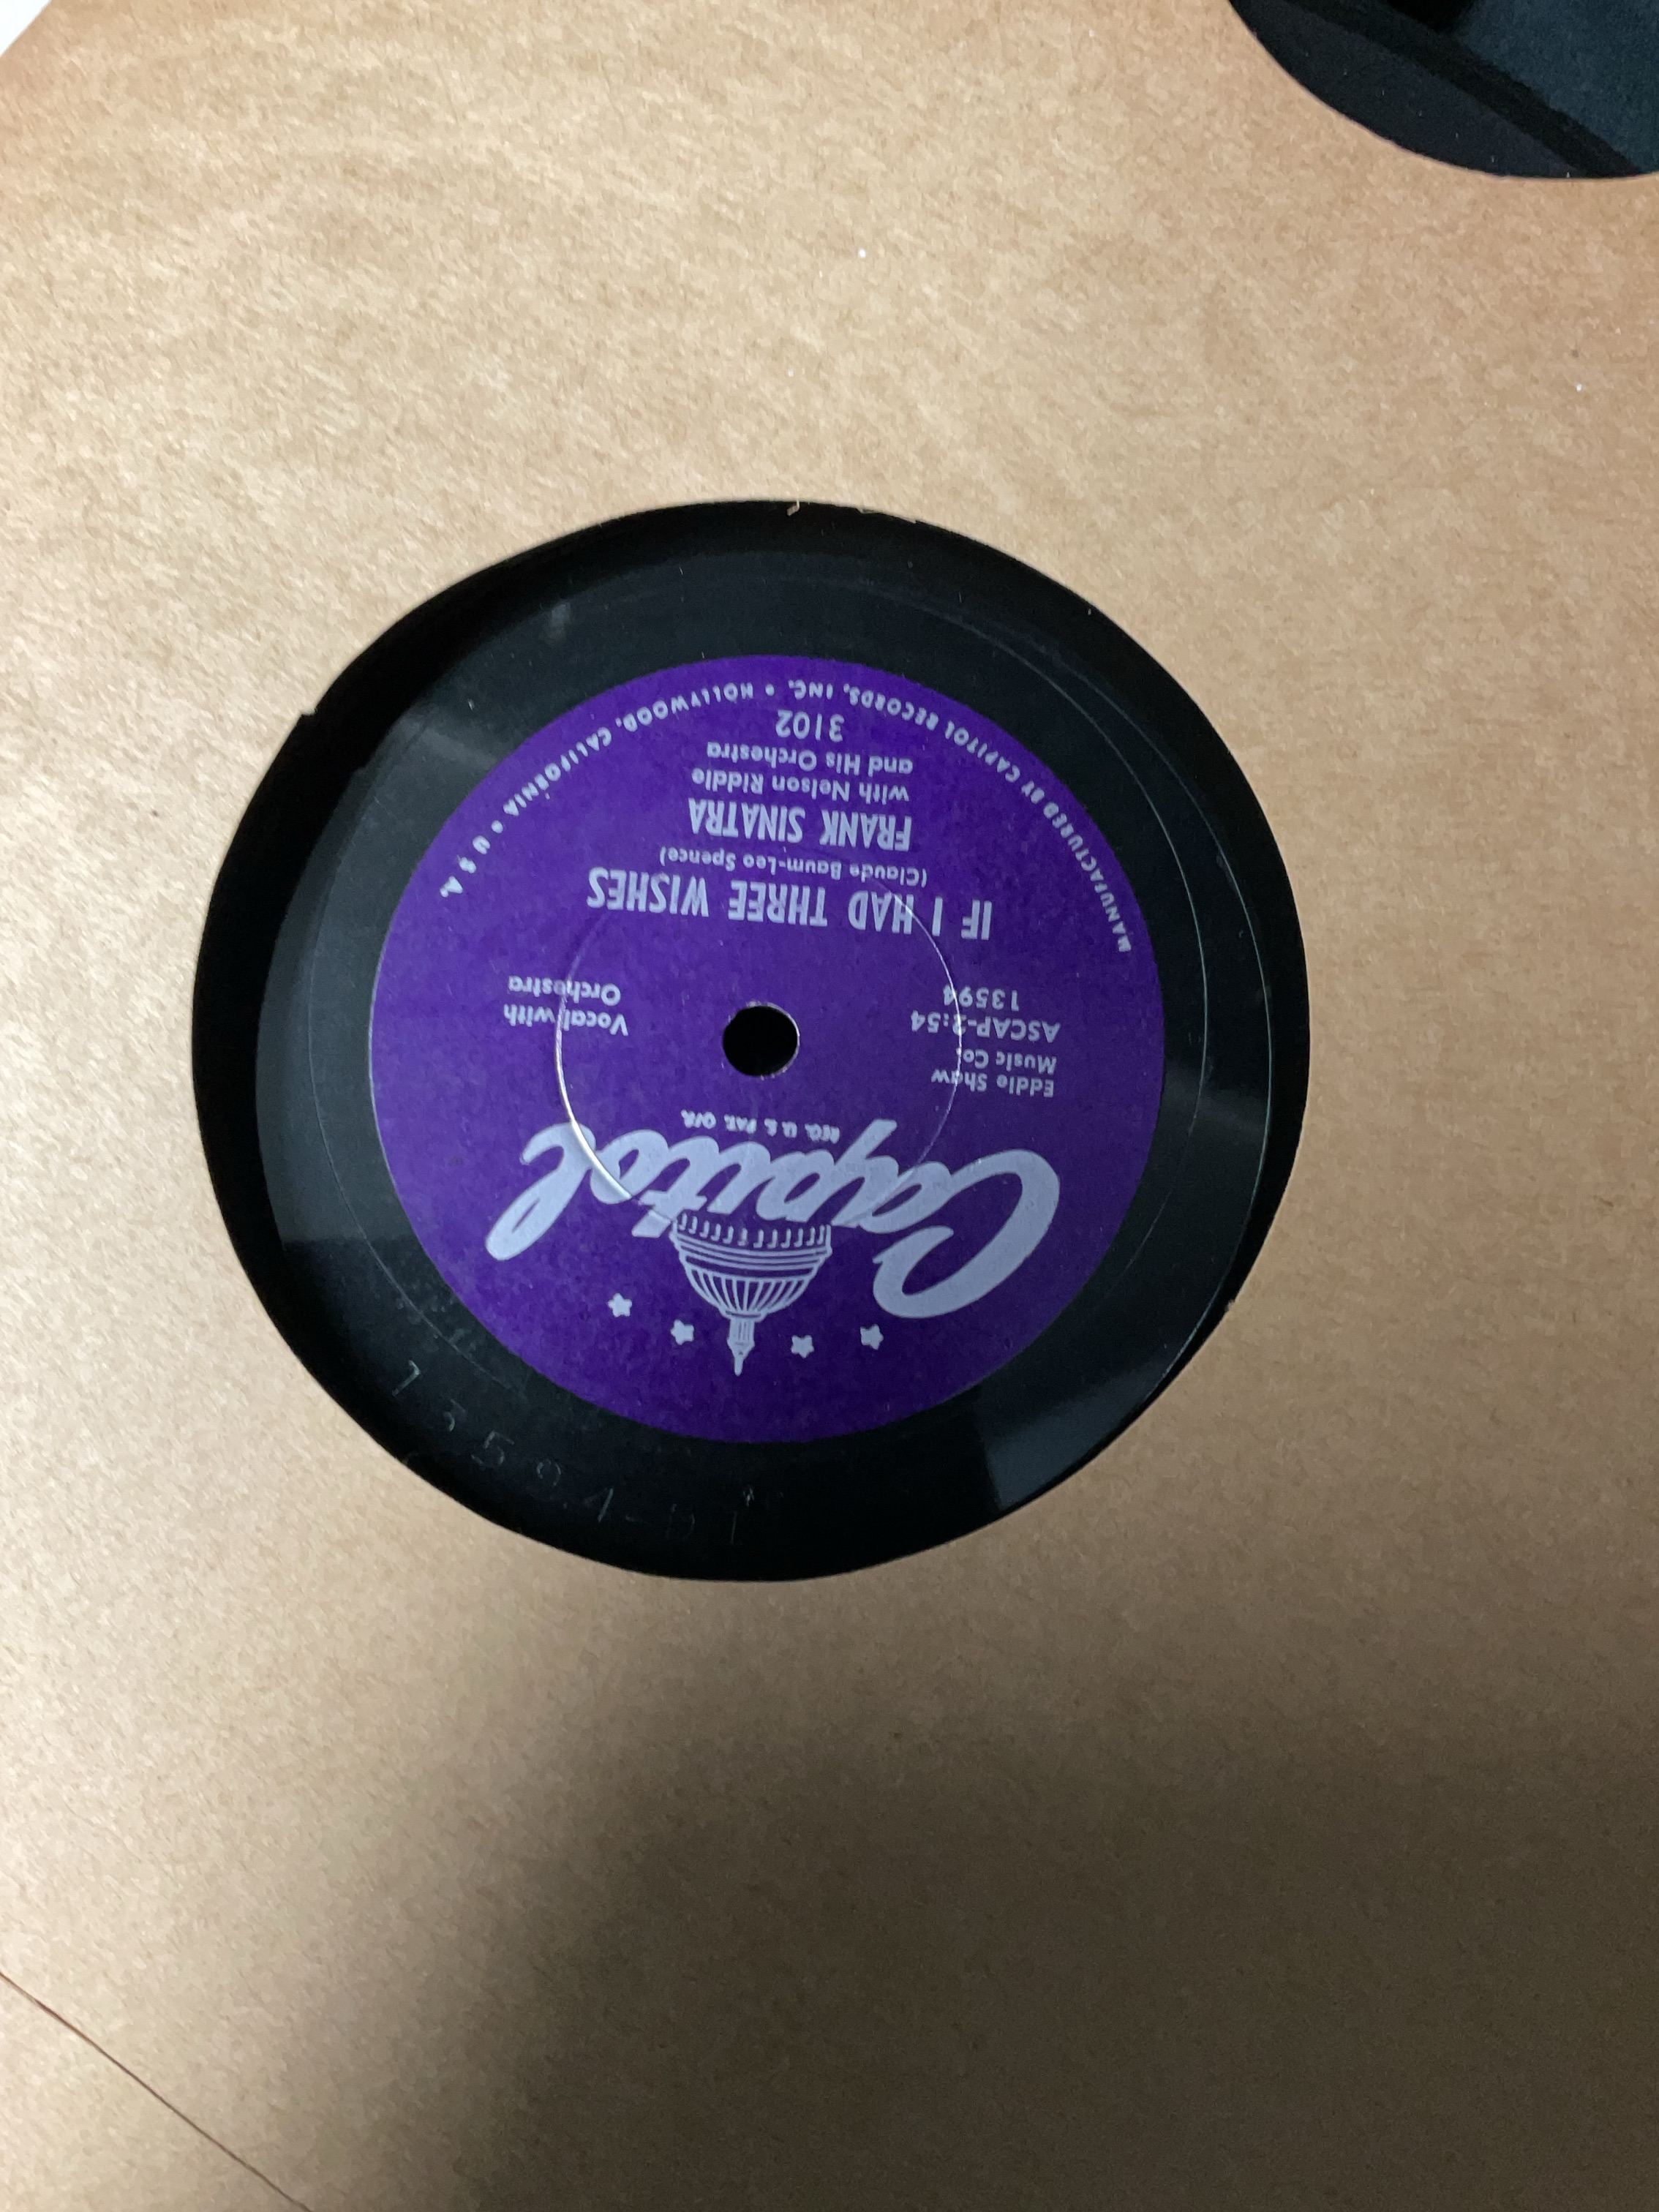 Capitol
REG. U.S. PAT. OFF.
Eddie Shaw
Music Co.
ASCAP-2:54
13594
Vocal with
Orchestra
IF I HAD THREE WISHES
(Claude Baum-Leo Spence)
FRANK SINATRA
with Nelson Riddle
and His Orchestra
3102
MANUFACTURED BY CAPITOL RECORDS, INC. • HOLLYWOOD, CALIFORNIA • U.S.A.